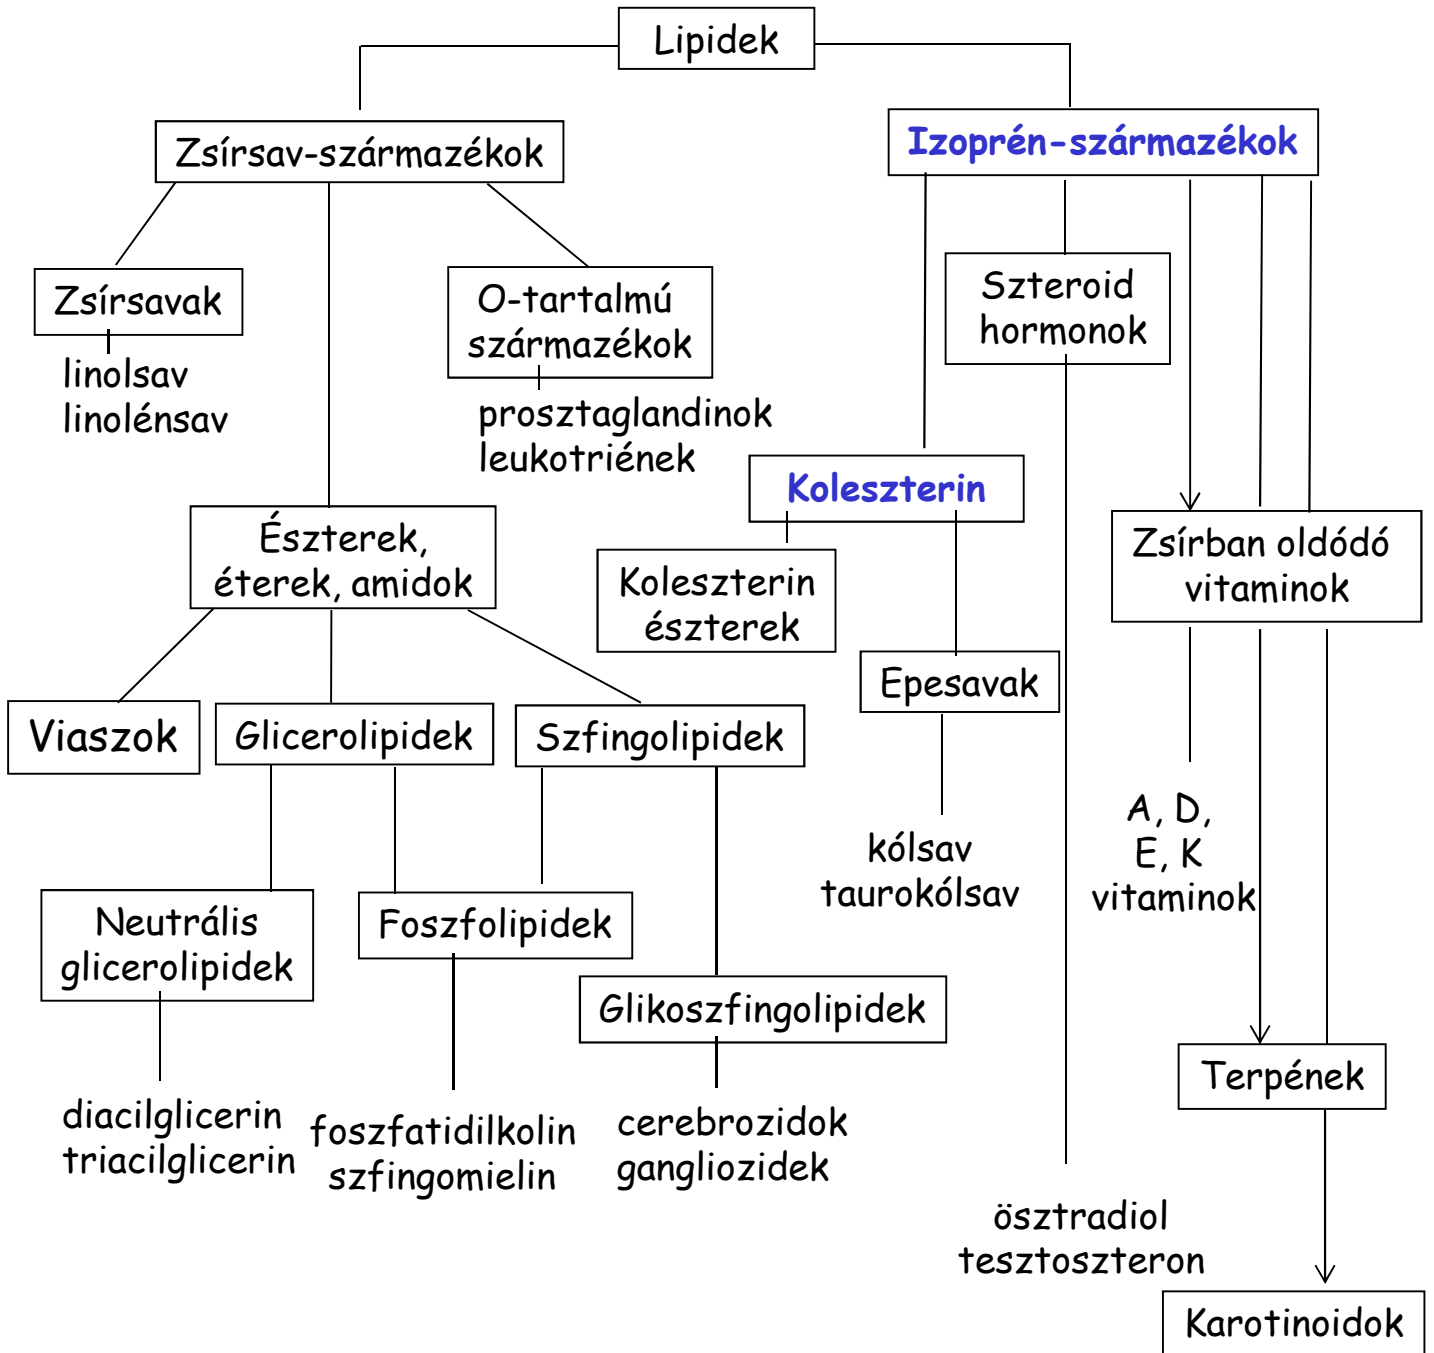 Lipidek
Zsírsav-származékok
Izoprén-származékok
Zsírsavak
linolsav
linolénsav
O-tartalmú
származékok
prosztaglandinok
leukotriének
Szteroid
hormonok
Koleszterin
Észterek,
éterek, amidok
Koleszterin
észterek
Zsírban oldódó
vitaminok
Epesavak
Viaszok
Glicerolipidek
Szfingolipidek
kólsav
taurokólsav
A, D,
E, K
vitaminok
Neutrális
glicerolipidek
Foszfolipidek
Glikoszfingolipidek
Terpének
diacilglicerin
triacilglicerin
foszfatidilkolin
szfingomielin
cerebrozidok
gangliozidek
ösztradiol
tesztoszteron
Karotinoidok